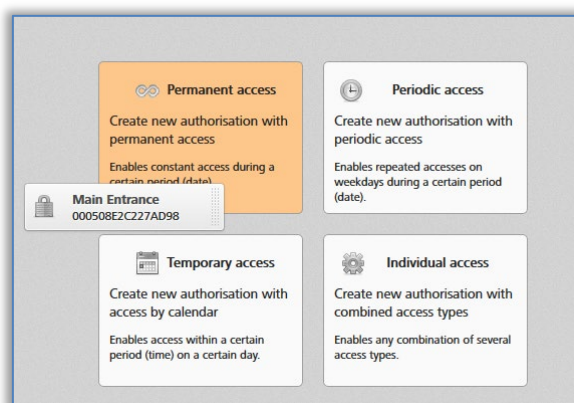 Permanent access
Create new authorisation with
permanent access
Enables constant access during a
certain period (date)
Main Entrance
000508E2C227AD98
Periodic access
Create new authorisation with
periodic access
Enables repeated accesses on
weekdays during a certain period
(date).
Temporary access
Create new authorisation with
access by calendar
Enables access within a certain
period (time) on a certain day.
Individual access
Create new authorisation with
combined access types
Enables any combination of several
access types.